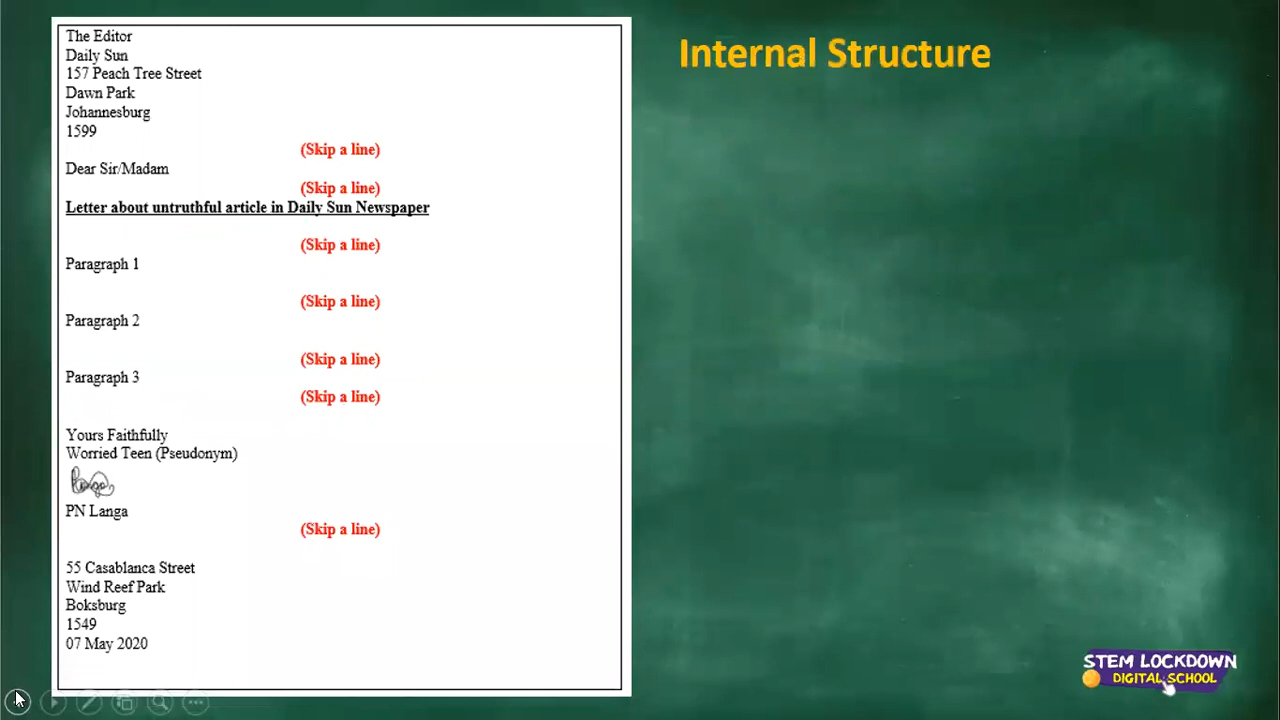 The Editor
Daily Sun
157 Peach Tree Street
Dawn Park
Johannesburg
1599
(Skip a line)
Dear Sir/Madam
(Skip a line)
Letter about untruthful article in Daily Sun Newspaper
(Skip a line)
Paragraph 1
(Skip a line)
Paragraph 2
(Skip a line)
Paragraph 3
(Skip a line)
Yours Faithfully
Worried Teen (Pseudonym)
PN Langa
(Skip a line)
55 Casablanca Street
Wind Reef Park
Boksburg
1549
07 May 2020
Internal Structure
STEM LOCKDOWN
DIGITAL SCHOOL